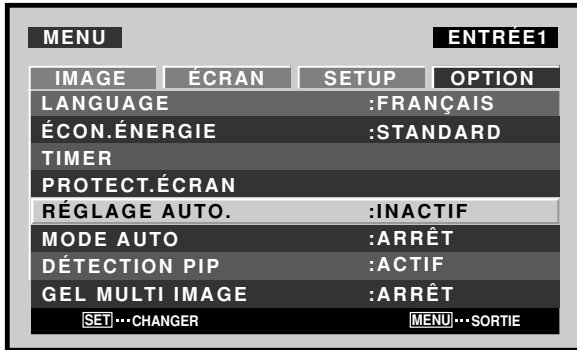 MENU ENTRÉE1
IMAGE ÉCRAN SETUP OPTION
LANGUAGE :FRANÇAIS
ÉCON.ÉNERGIE :STANDARD
TIMER
PROTECT.ÉCRAN
RÉGLAGE AUTO. :INACTIF
MODE AUTO :ARRÊT
DÉTECTION PIP :ACTIF
GEL MULTI IMAGE :ARRÊT
SET···CHANGER MENU···SORTIE